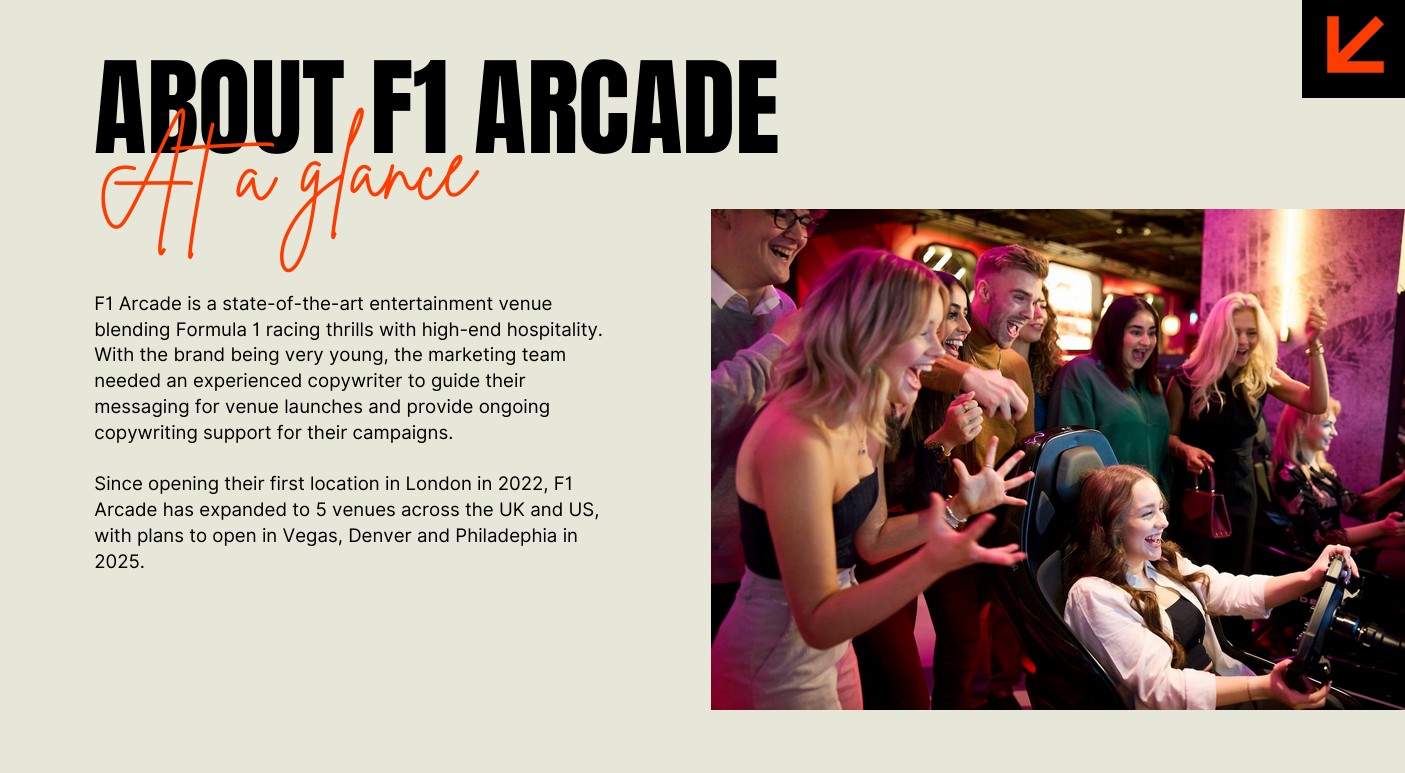 ABOUT F1 ARCADE
At a glance
F1 Arcade is a state-of-the-art entertainment venue
blending Formula 1 racing thrills with high-end hospitality.
With the brand being very young, the marketing team
needed an experienced copywriter to guide their
messaging for venue launches and provide ongoing
copywriting support for their campaigns.
Since opening their first location in London in 2022, F1
Arcade has expanded to 5 venues across the UK and US,
with plans to open in Vegas, Denver and Philadephia in
2025.